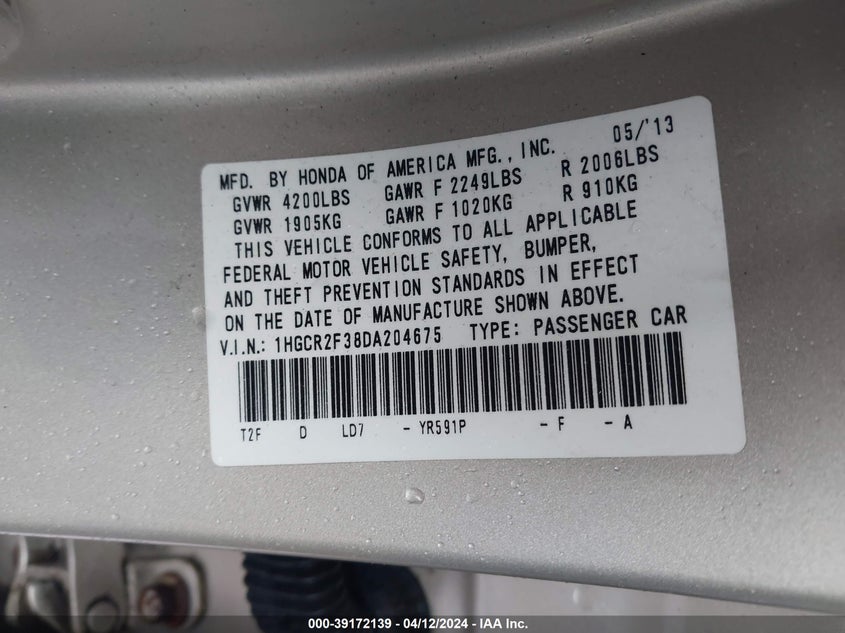 05/'13
MFD. BY HONDA OF AMERICA MFG., INC.
GVWR 4200LBS GAWR F 2249LBS R 2006LBS
GVWR 1905KG GAWR F 1020KG R 910KG
THIS VEHICLE CONFORMS TO ALL APPLICABLE
FEDERAL MOTOR VEHICLE SAFETY, BUMPER,
AND THEFT PREVENTION STANDARDS IN EFFECT
ON THE DATE OF MANUFACTURE SHOWN ABOVE.
V.I.N.: 1HGCR2F38DA204675 TYPE: PASSENGER CAR
T2F D LD7 - YR591P - F - A
000-39172139 - 04/12/2024 - IAA Inc.